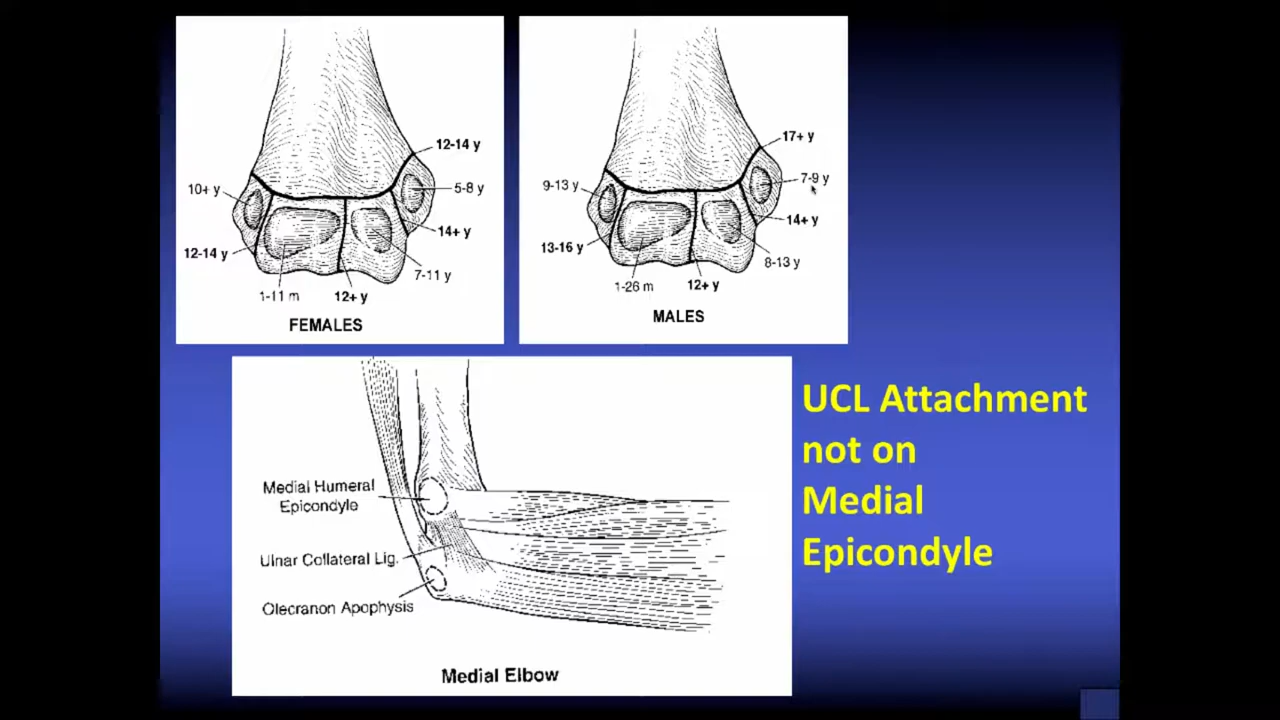 12-14 y
10+ y
5-8 y
14+ y
12-14 y
7-11 y
1-11 m
12+ y
FEMALES
17+ y
9-13 y
7-9 y
14+ y
13-16 y
8-13 y
1-26 m
12+ y
MALES
Medial Humeral
Epicondyle
Ulnar Collateral Lig.
Olecranon Apophysis
Medial Elbow
UCL Attachment
not on
Medial
Epicondyle